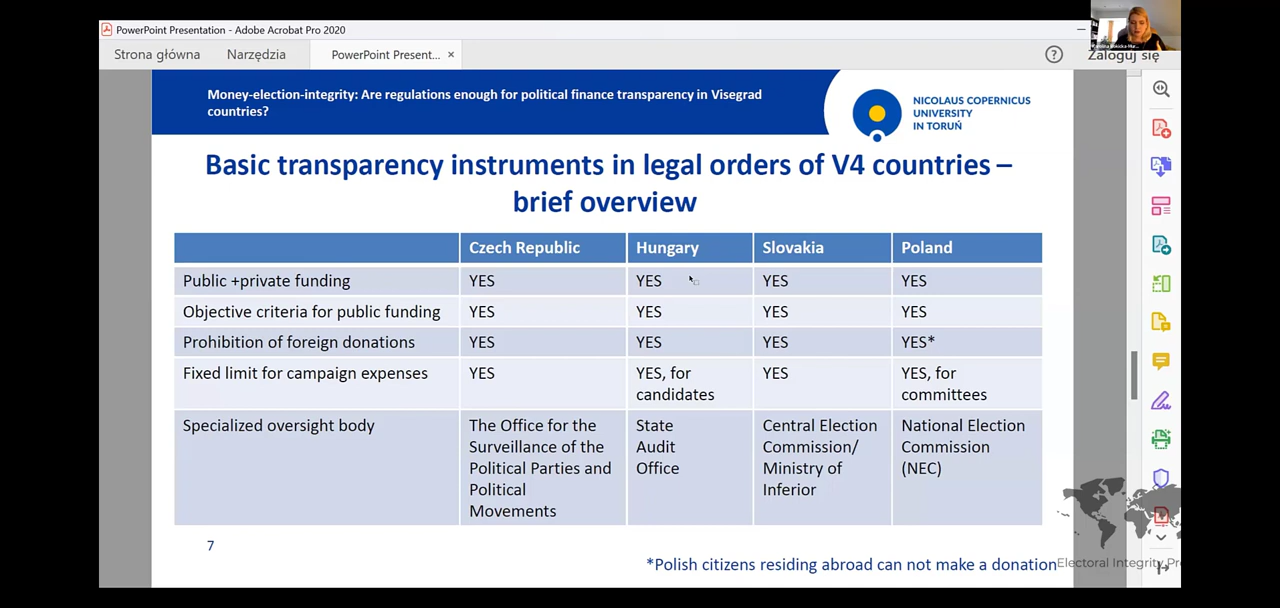 PowerPoint Presentation - Adobe Acrobat Pro 2020
Strona główna
Narzędzia
PowerPoint Present...
Zaloguj się
Money-election-integrity: Are regulations enough for political finance transparency in Visegrad
countries?
NICOLAUS COPERNICUS
UNIVERSITY
IN TORUŃ
Basic transparency instruments in legal orders of V4 countries –
brief overview
Czech Republic Hungary Slovakia Poland
Public +private funding YES YES YES YES
Objective criteria for public funding YES YES YES YES
Prohibition of foreign donations YES YES YES YES*
Fixed limit for campaign expenses YES YES, for candidates YES YES, for committees
Specialized oversight body
The Office for the
Surveillance of the
Political Parties and
Political
Movements
State
Audit
Office
Central Election
Commission/
Ministry of
Inferior
National Election
Commission
(NEC)
7
*Polish citizens residing abroad can not make a donation
Electoral Integrity